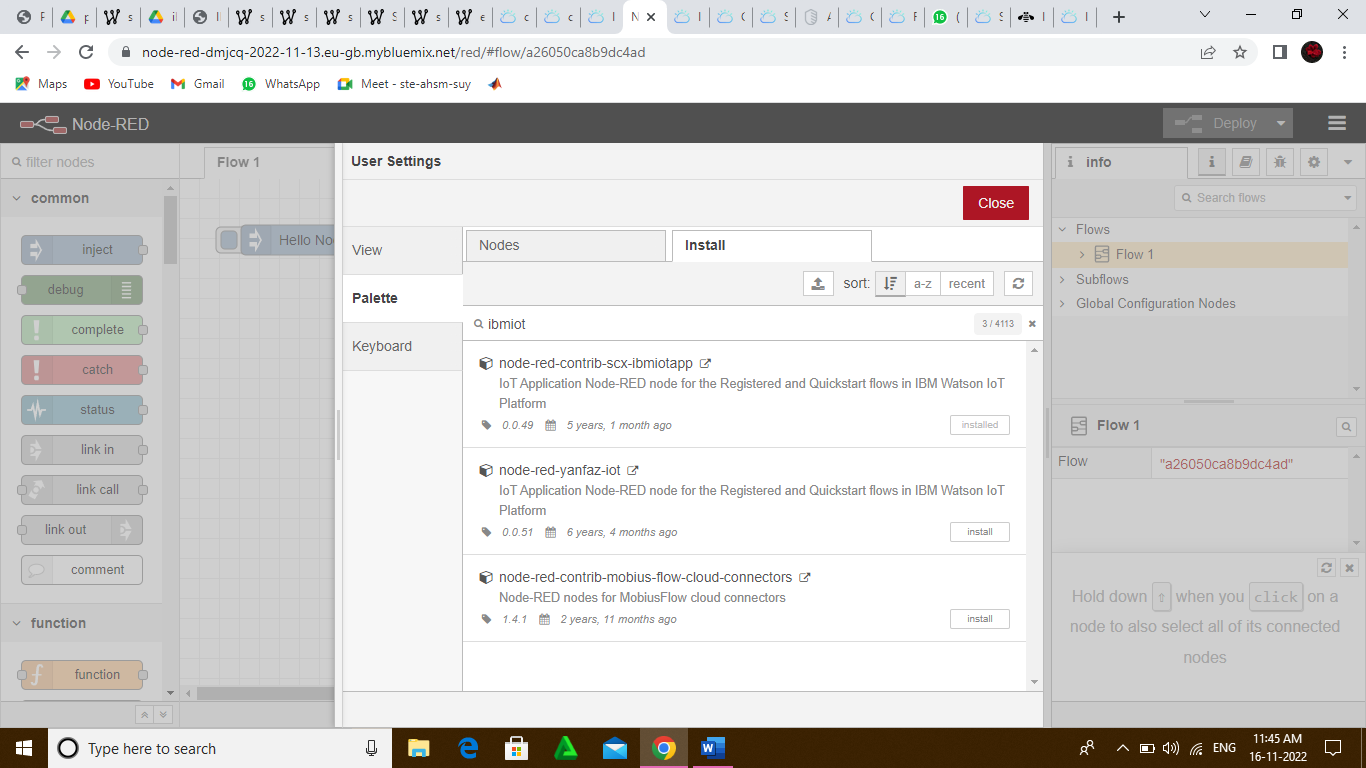 F
p
w
s
il
II
s
s
s
S
s
e
c
c
I
N
I
C
S
A
C
F
(
S
I
I
node-red-dmjcq-2022-11-13.eu-gb.mybluemix.net/red/#flow/a26050ca8b9dc4ad
Maps
YouTube
Gmail
WhatsApp
Meet - ste-ahsm-suy
Node-RED
Deploy
filter nodes
Flow 1
User Settings
info
Close
Search flows
common
inject
debug
complete
catch
status
link in
link call
link out
comment
function
function
Hello No
View
Palette
Keyboard
Nodes
Install
sort:
a-z
recent
ibmiot
3 / 4113
node-red-contrib-scx-ibmiotapp
IoT Application Node-RED node for the Registered and Quickstart flows in IBM Watson IoT
Platform
0.0.49 5 years, 1 month ago
installed
node-red-yanfaz-iot
IoT Application Node-RED node for the Registered and Quickstart flows in IBM Watson IoT
Platform
0.0.51 6 years, 4 months ago
install
node-red-contrib-mobius-flow-cloud-connectors
Node-RED nodes for MobiusFlow cloud connectors
1.4.1 2 years, 11 months ago
install
Flows
Flow 1
Subflows
Global Configuration Nodes
Flow 1
Flow "a26050ca8b9dc4ad"
Hold down ⇧ when you click on a
node to also select all of its connected
nodes
Type here to search
ENG
11:45 AM
16-11-2022